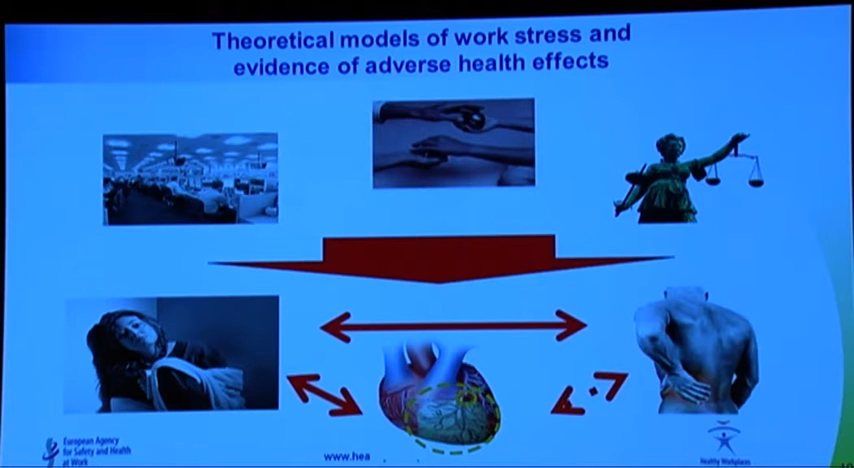 Theoretical models of work stress and
evidence of adverse health effects
European Agency
for Safety and Health
at Work
www.hea
Healthy Workplaces